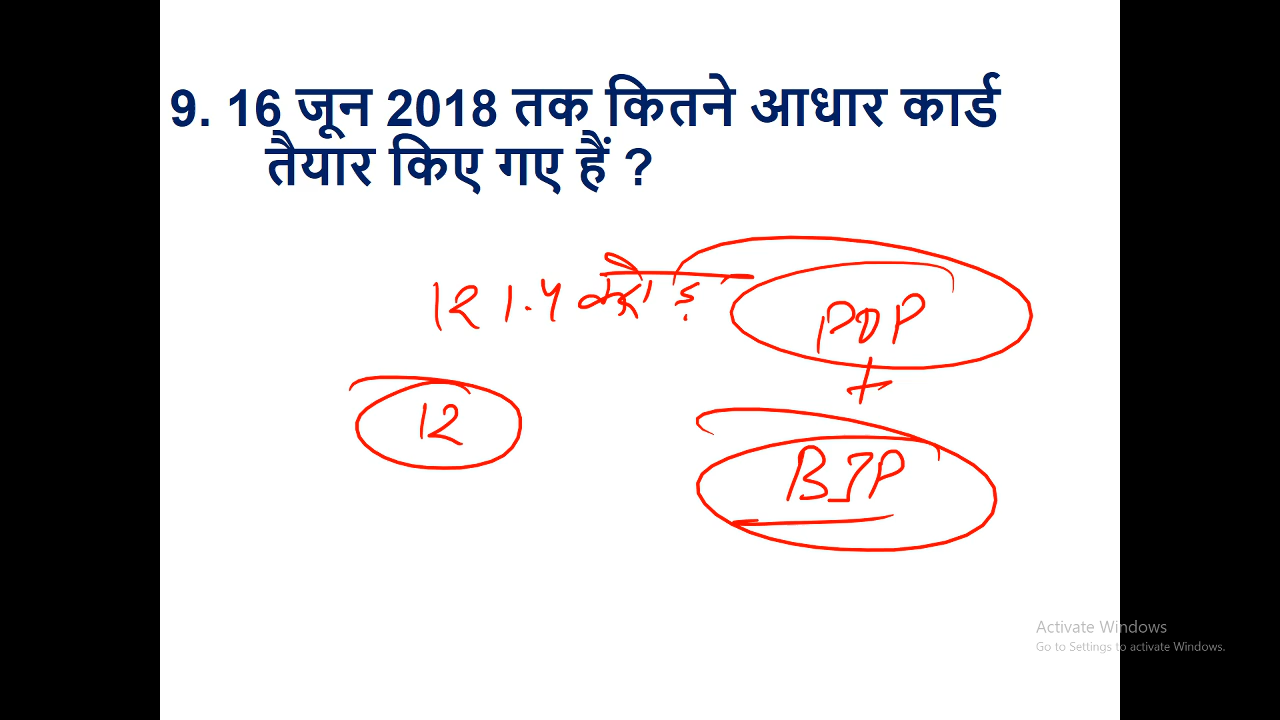 9. 16 जून 2018 तक कितने आधार कार्ड
तैयार किए गए हैं ?
121.4 करोड़
PDP
+
12
BJP
Activate Windows
Go to Settings to activate Windows.